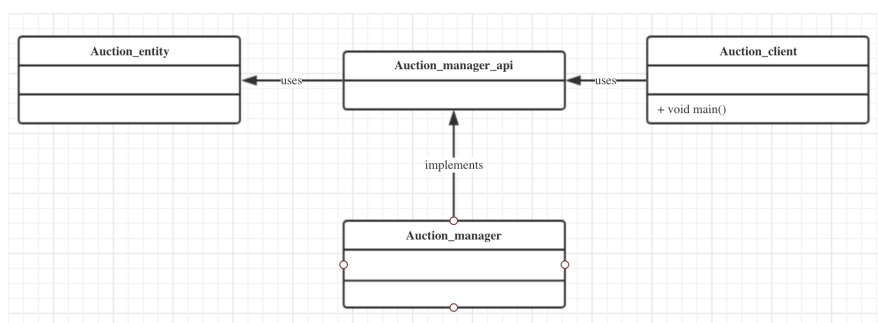 Auction_entity
uses
Auction_manager_api
uses
Auction_client
+ void main()
implements
Auction_manager